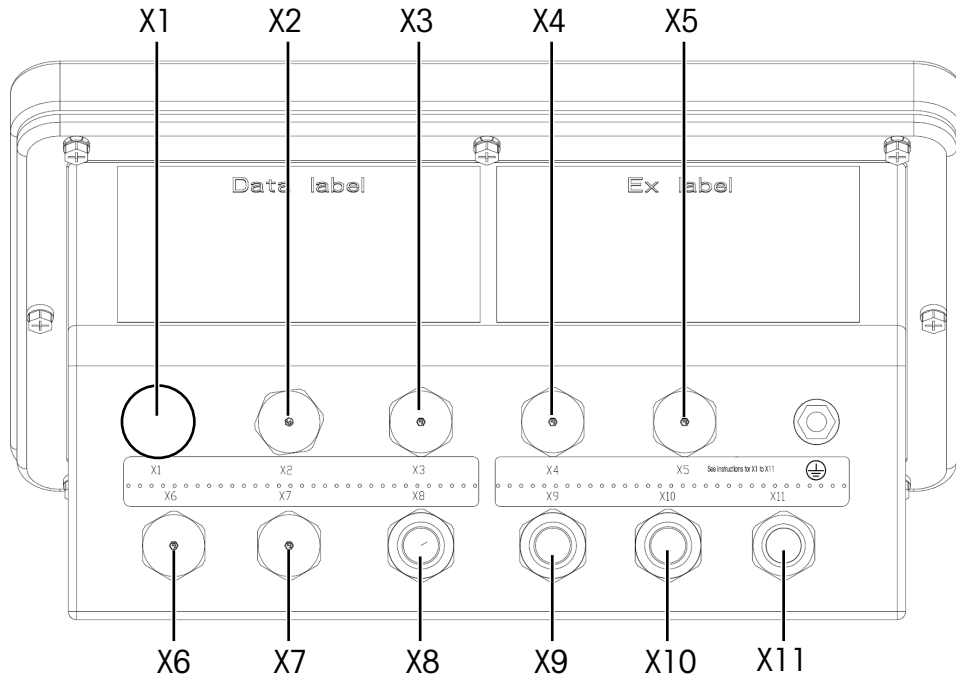 X1 X2 X3 X4 X5
Data label Ex label
X1 X2 X3 X4 X5 See instructions for X1 to X11
X6 X7 X8 X9 X10 X11
X6 X7 X8 X9 X10 X11